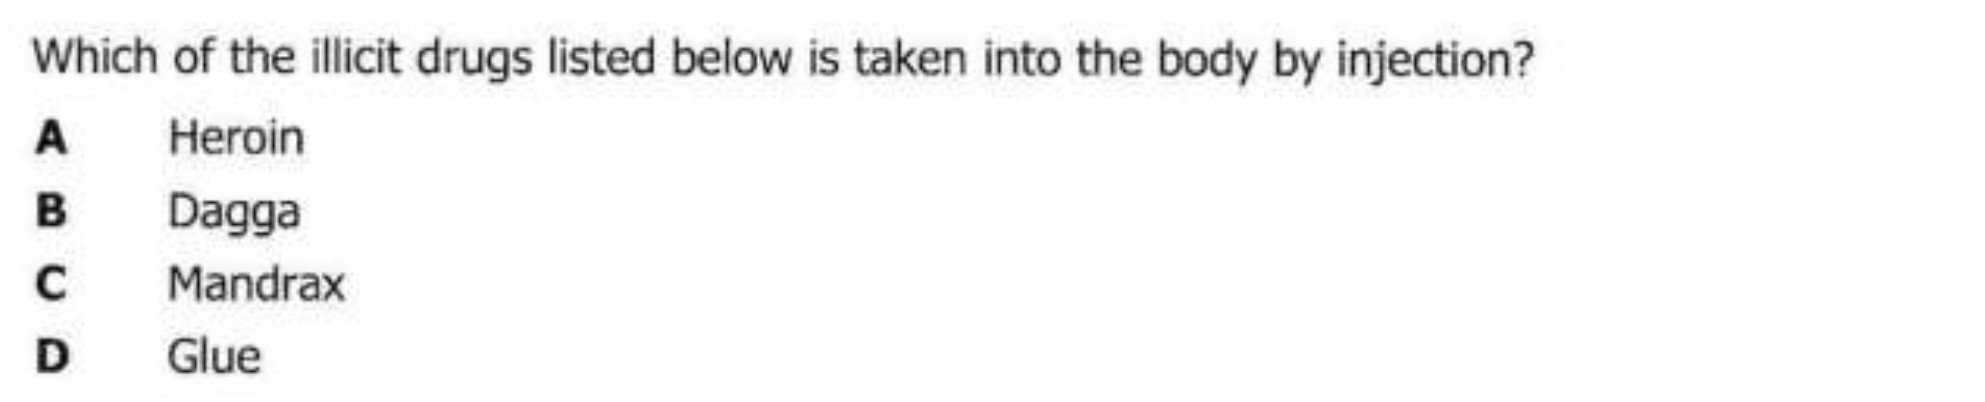 Which of the illicit drugs listed below is taken into the body by injection?
A Heroin
B Dagga
C Mandrax
D Glue